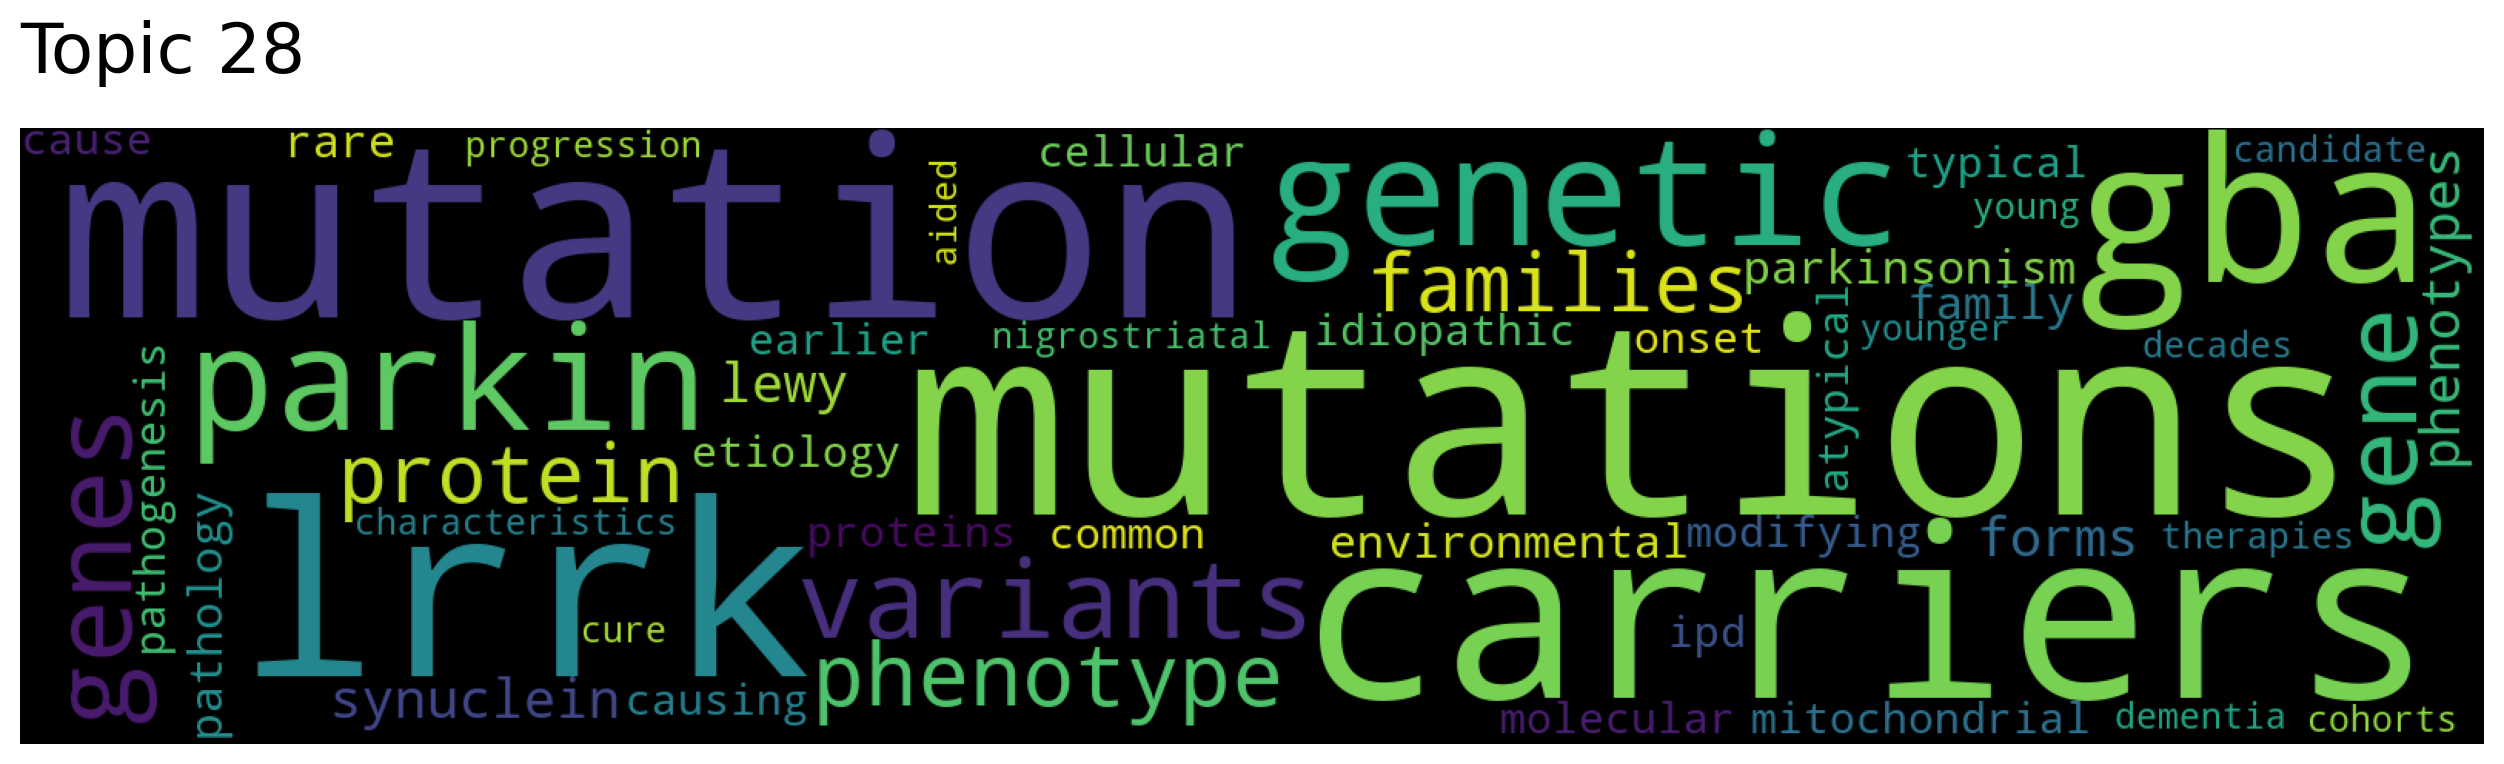 Topic 28
cause
rare
progression
cellular
mutation
aided
genetic
typical
young
gba
candidate
phenotypes
families
parkinsonism
family
younger
decades
earlier
nigrostriatal
idiopathic
onset
atypical
parkin
lewy
mutations
gene
genes
pathogenesis
pathology
protein
etiology
characteristics
proteins
common
environmental
modifying
forms
therapies
lrrk
cure
variants
carriers
ipd
phenotype
synuclein
causing
molecular
mitochondrial
dementia
cohorts